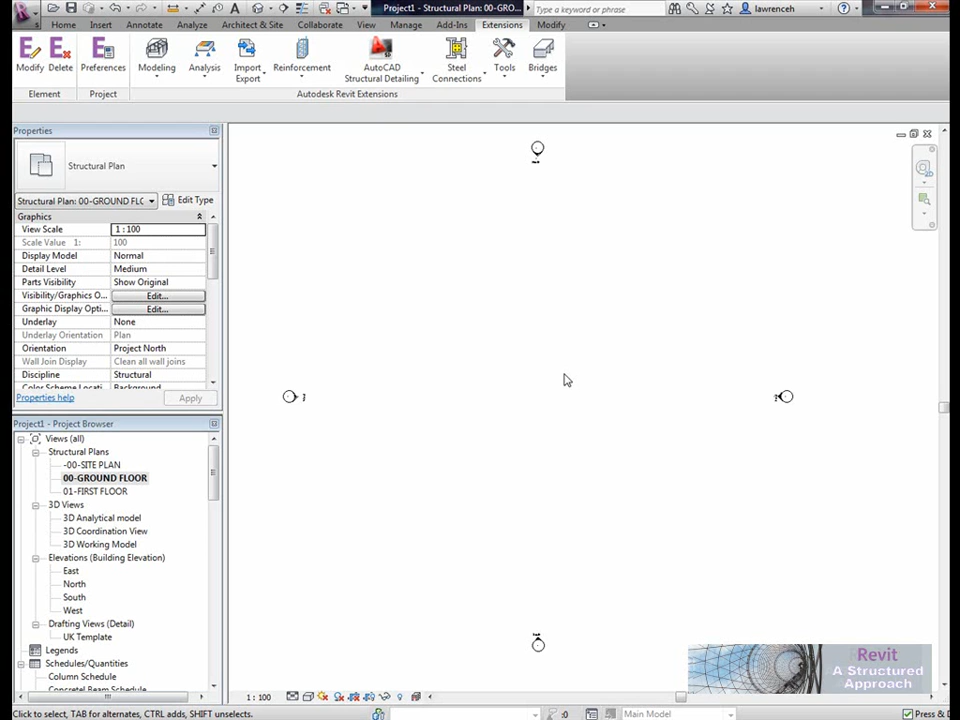 Project1 - Structural Plan: 00-GRO...
Type a keyword or phrase
lawrenceh
Home Insert Annotate Analyze Architect & Site Collaborate View Manage Add-Ins Extensions Modify
Modify Delete Preferences Modeling Analysis Import Export Reinforcement AutoCAD Structural Detailing Steel Connections Tools Bridges
Element Project Autodesk Revit Extensions
Properties
Structural Plan
Structural Plan: 00-GROUND FLC Edit Type
Graphics
View Scale 1 : 100
Scale Value 1: 100
Display Model Normal
Detail Level Medium
Parts Visibility Show Original
Visibility/Graphics O... Edit...
Graphic Display Opti... Edit...
Underlay None
Underlay Orientation Plan
Orientation Project North
Wall Join Display Clean all wall joins
Discipline Structural
Color Scheme Locati... Background
Properties help Apply
Project1 - Project Browser
Views (all)
Structural Plans
-00-SITE PLAN
00-GROUND FLOOR
01-FIRST FLOOR
3D Views
3D Analytical model
3D Coordination View
3D Working Model
Elevations (Building Elevation)
East
North
South
West
Drafting Views (Detail)
UK Template
Legends
Schedules/Quantities
Column Schedule
Concrete Beam Schedule
Revit
A Structured
Approach
1 : 100
Click to select, TAB for alternates, CTRL adds, SHIFT unselects.
:0
Main Model
Press & D